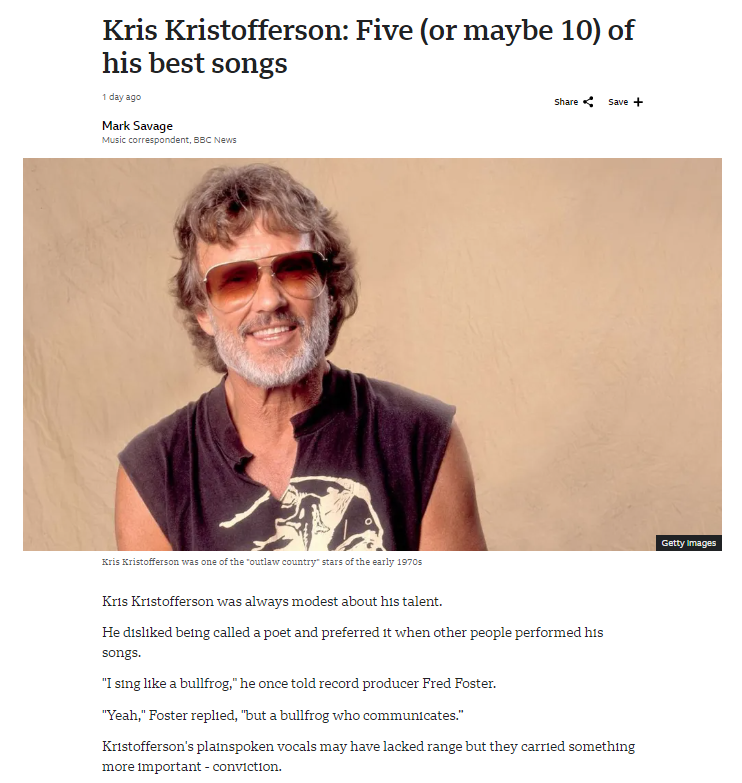 Kris Kristofferson: Five (or maybe 10) of
his best songs
1 day ago
Share
Save
Mark Savage
Music correspondent, BBC News
Getty Images
Kris Kristofferson was one of the "outlaw country" stars of the early 1970s
Kris Kristofferson was always modest about his talent.
He disliked being called a poet and preferred it when other people performed his
songs.
"I sing like a bullfrog," he once told record producer Fred Foster.
"Yeah," Foster replied, "but a bullfrog who communicates."
Kristofferson's plainspoken vocals may have lacked range but they carried something
more important - conviction.